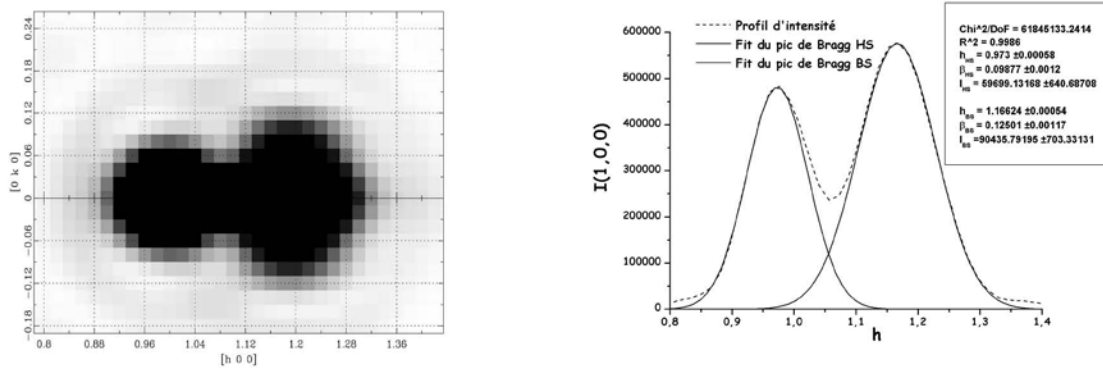 0.24
0.18
0.12
0.06
0
−0.06
−0.12
−0.18
[0 k 0]
0.8 0.88 0.96 1.04 1.12 1.2 1.28 1.36
[h 0 0]
Profil d'intensité
Fit du pic de Bragg HS
Fit du pic de Bragg BS
Chi^2/DoF = 61845133.2414
R^2 = 0.9986
h_HS = 0.973 ±0.00058
β_HS = 0.09877 ±0.0012
I_HS = 59699.13168 ±640.68708
h_BS = 1.16624 ±0.00054
β_BS = 0.12501 ±0.00117
I_BS =90435.79195 ±703.33131
600000
500000
400000
300000
200000
100000
0
I(1,0,0)
0,8 0,9 1,0 1,1 1,2 1,3 1,4
h